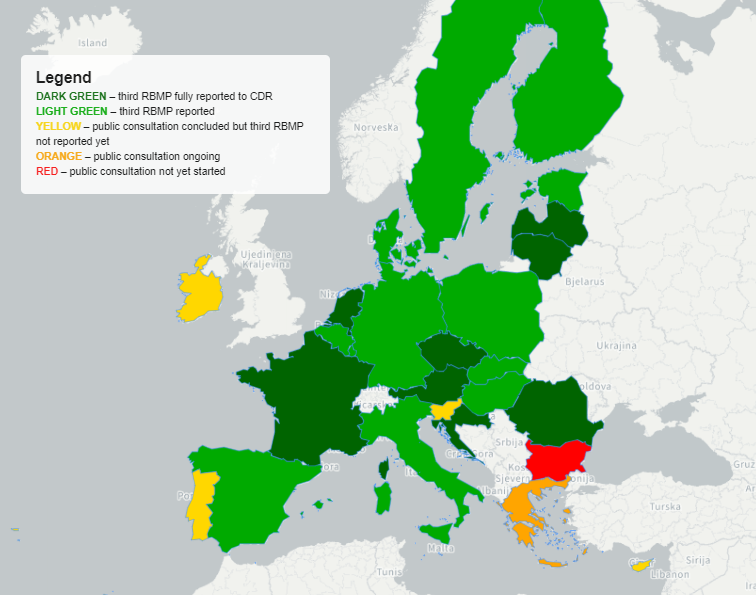 Island
Legend
DARK GREEN – third RBMP fully reported to CDR
LIGHT GREEN – third RBMP reported
YELLOW – public consultation concluded but third RBMP
not reported yet
ORANGE – public consultation ongoing
RED – public consultation not yet started
Norveška
Ujedinjena
Kraljevina
Bjelarus
Ukrajina
Srbija
Turska
Sirija
Libanon
Malta
Tunis